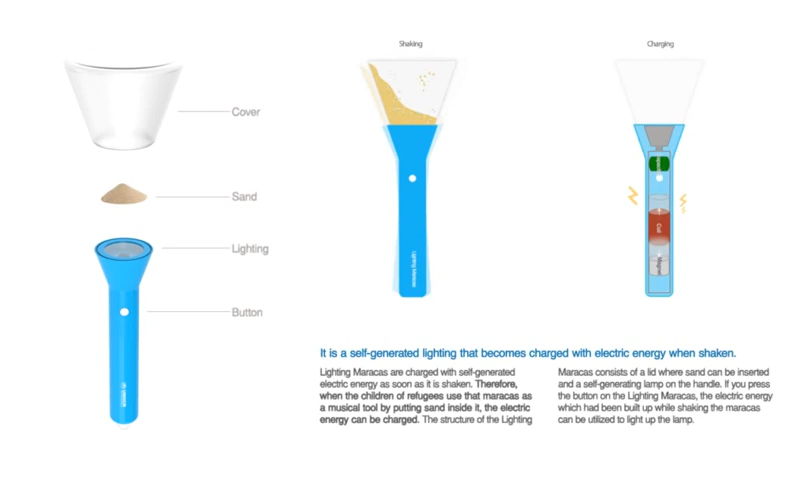 Shaking
Charging
Cover
Sand
Lighting
Button
Coil
Magnet
Lighting Maracas
It is a self-generated lighting that becomes charged with electric energy when shaken.
Lighting Maracas are charged with self-generated
electric energy as soon as it is shaken. Therefore,
when the children of refugees use that maracas as
a musical tool by putting sand inside it, the electric
energy can be charged. The structure of the Lighting
Maracas consists of a lid where sand can be inserted
and a self-generating lamp on the handle. If you press
the button on the Lighting Maracas, the electric energy
which had been built up while shaking the maracas
can be utilized to light up the lamp.